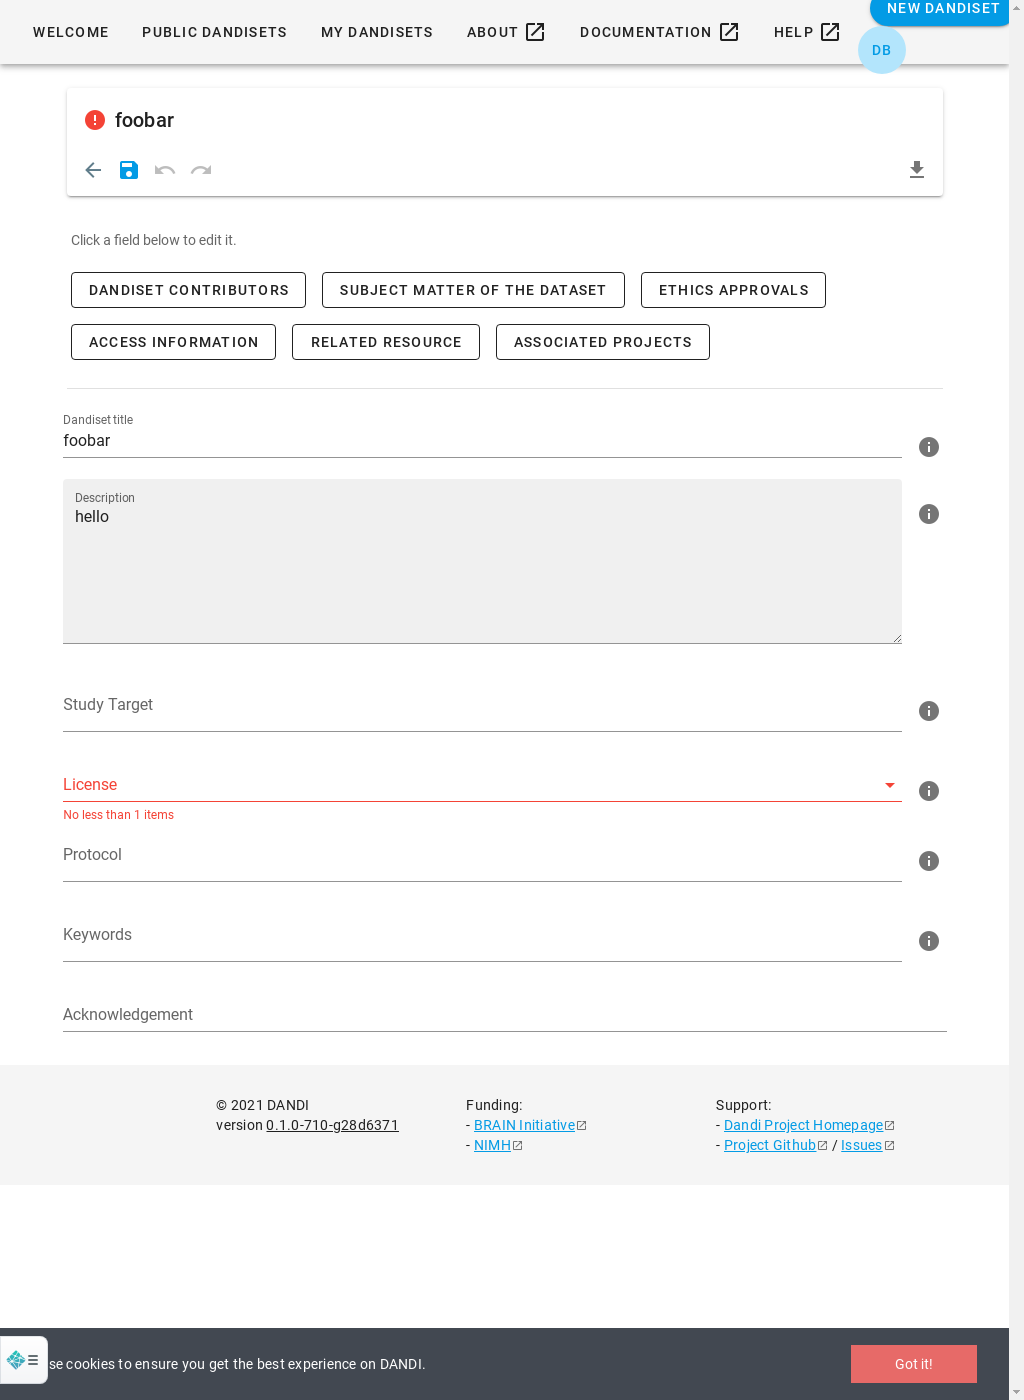 WELCOME PUBLIC DANDISETS MY DANDISETS ABOUT DOCUMENTATION HELP NEW DANDISET
DB
foobar
Click a field below to edit it.
DANDISET CONTRIBUTORS SUBJECT MATTER OF THE DATASET ETHICS APPROVALS
ACCESS INFORMATION RELATED RESOURCE ASSOCIATED PROJECTS
Dandiset title
foobar
Description
hello
Study Target
License
No less than 1 items
Protocol
Keywords
Acknowledgement
© 2021 DANDI
version 0.1.0-710-g28d6371
Funding:
- BRAIN Initiative
- NIMH
Support:
- Dandi Project Homepage
- Project Github / Issues
se cookies to ensure you get the best experience on DANDI.
Got it!